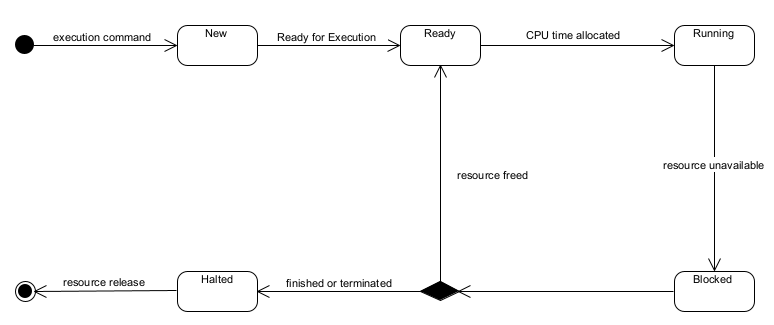 execution command
New
Ready for Execution
Ready
CPU time allocated
Running
resource unavailable
resource freed
resource release
Halted
finished or terminated
Blocked